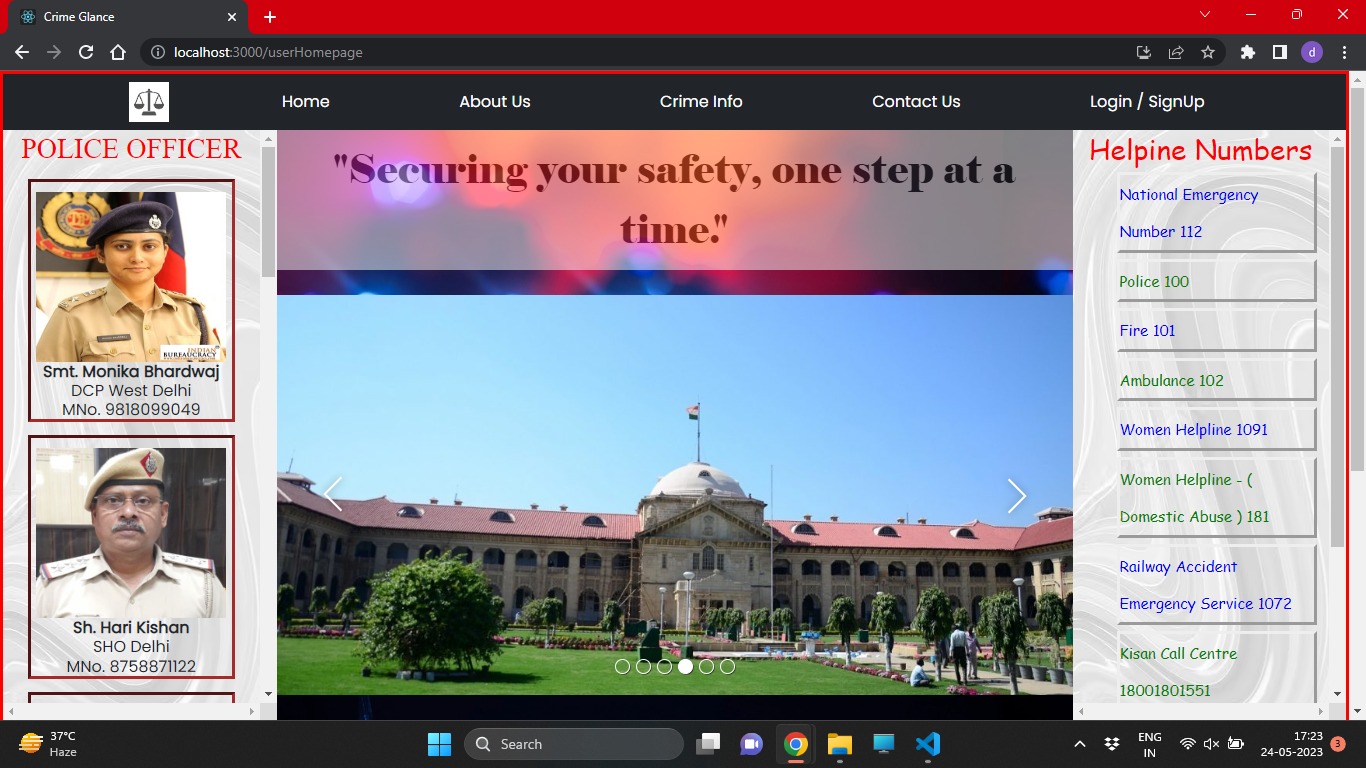 Crime Glance
localhost:3000/userHomepage
d
Home
About Us
Crime Info
Contact Us
Login / SignUp
POLICE OFFICER
INDIAN
BUREAUCRACY
Smt. Monika Bhardwaj
DCP West Delhi
MNo. 9818099049
Sh. Hari Kishan
SHO Delhi
MNo. 8758871122
"Securing your safety, one step at a
time."
Helpine Numbers
National Emergency
Number 112
Police 100
Fire 101
Ambulance 102
Women Helpline 1091
Women Helpline - (
Domestic Abuse ) 181
Railway Accident
Emergency Service 1072
Kisan Call Centre
18001801551
37°C
Haze
Search
ENG
IN
17:23
24-05-2023
3